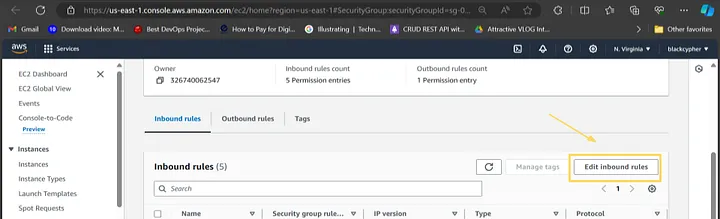 https://us-east-1.console.aws.amazon.com/ec2/home?region=us-east-1#SecurityGroup:securityGroupId=sg-0...
Gmail
Download video: M...
Best DevOps Projec...
How to Pay for Digi...
Illustrating | Techn...
CRUD REST API wit...
Attractive VLOG Int...
Other favorites
aws
Services
N. Virginia
blackcypher
EC2 Dashboard
EC2 Global View
Events
Console-to-Code
Preview
Instances
Instances
Instance Types
Launch Templates
Spot Requests
Owner
326740062547
Inbound rules count
5 Permission entries
Outbound rules count
1 Permission entry
Inbound rules
Outbound rules
Tags
Inbound rules (5)
Manage tags
Edit inbound rules
Search
1
Name
Security group rule...
IP version
Type
Protocol